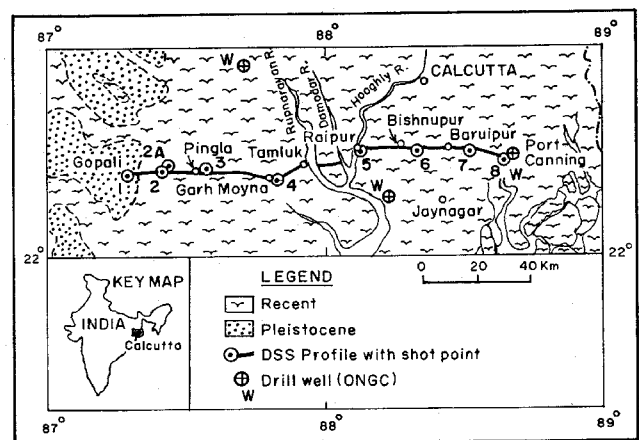 87° 88° 89°
W
Rupnarayan R.
Damodar R.
Hooghly R.
CALCUTTA
Raipur
Bishnupur
Baruipur
Port
Canning
Gopali
2A
Pingla
3
Tamluk
1
2
Garh Moyna
4
5
6
7
8
W
W
Jaynagar
22° 22°
0 20 40 Km
KEY MAP
INDIA
Calcutta
LEGEND
Recent
Pleistocene
DSS Profile with shot point
Drill well (ONGC)
W
87° 88° 89°